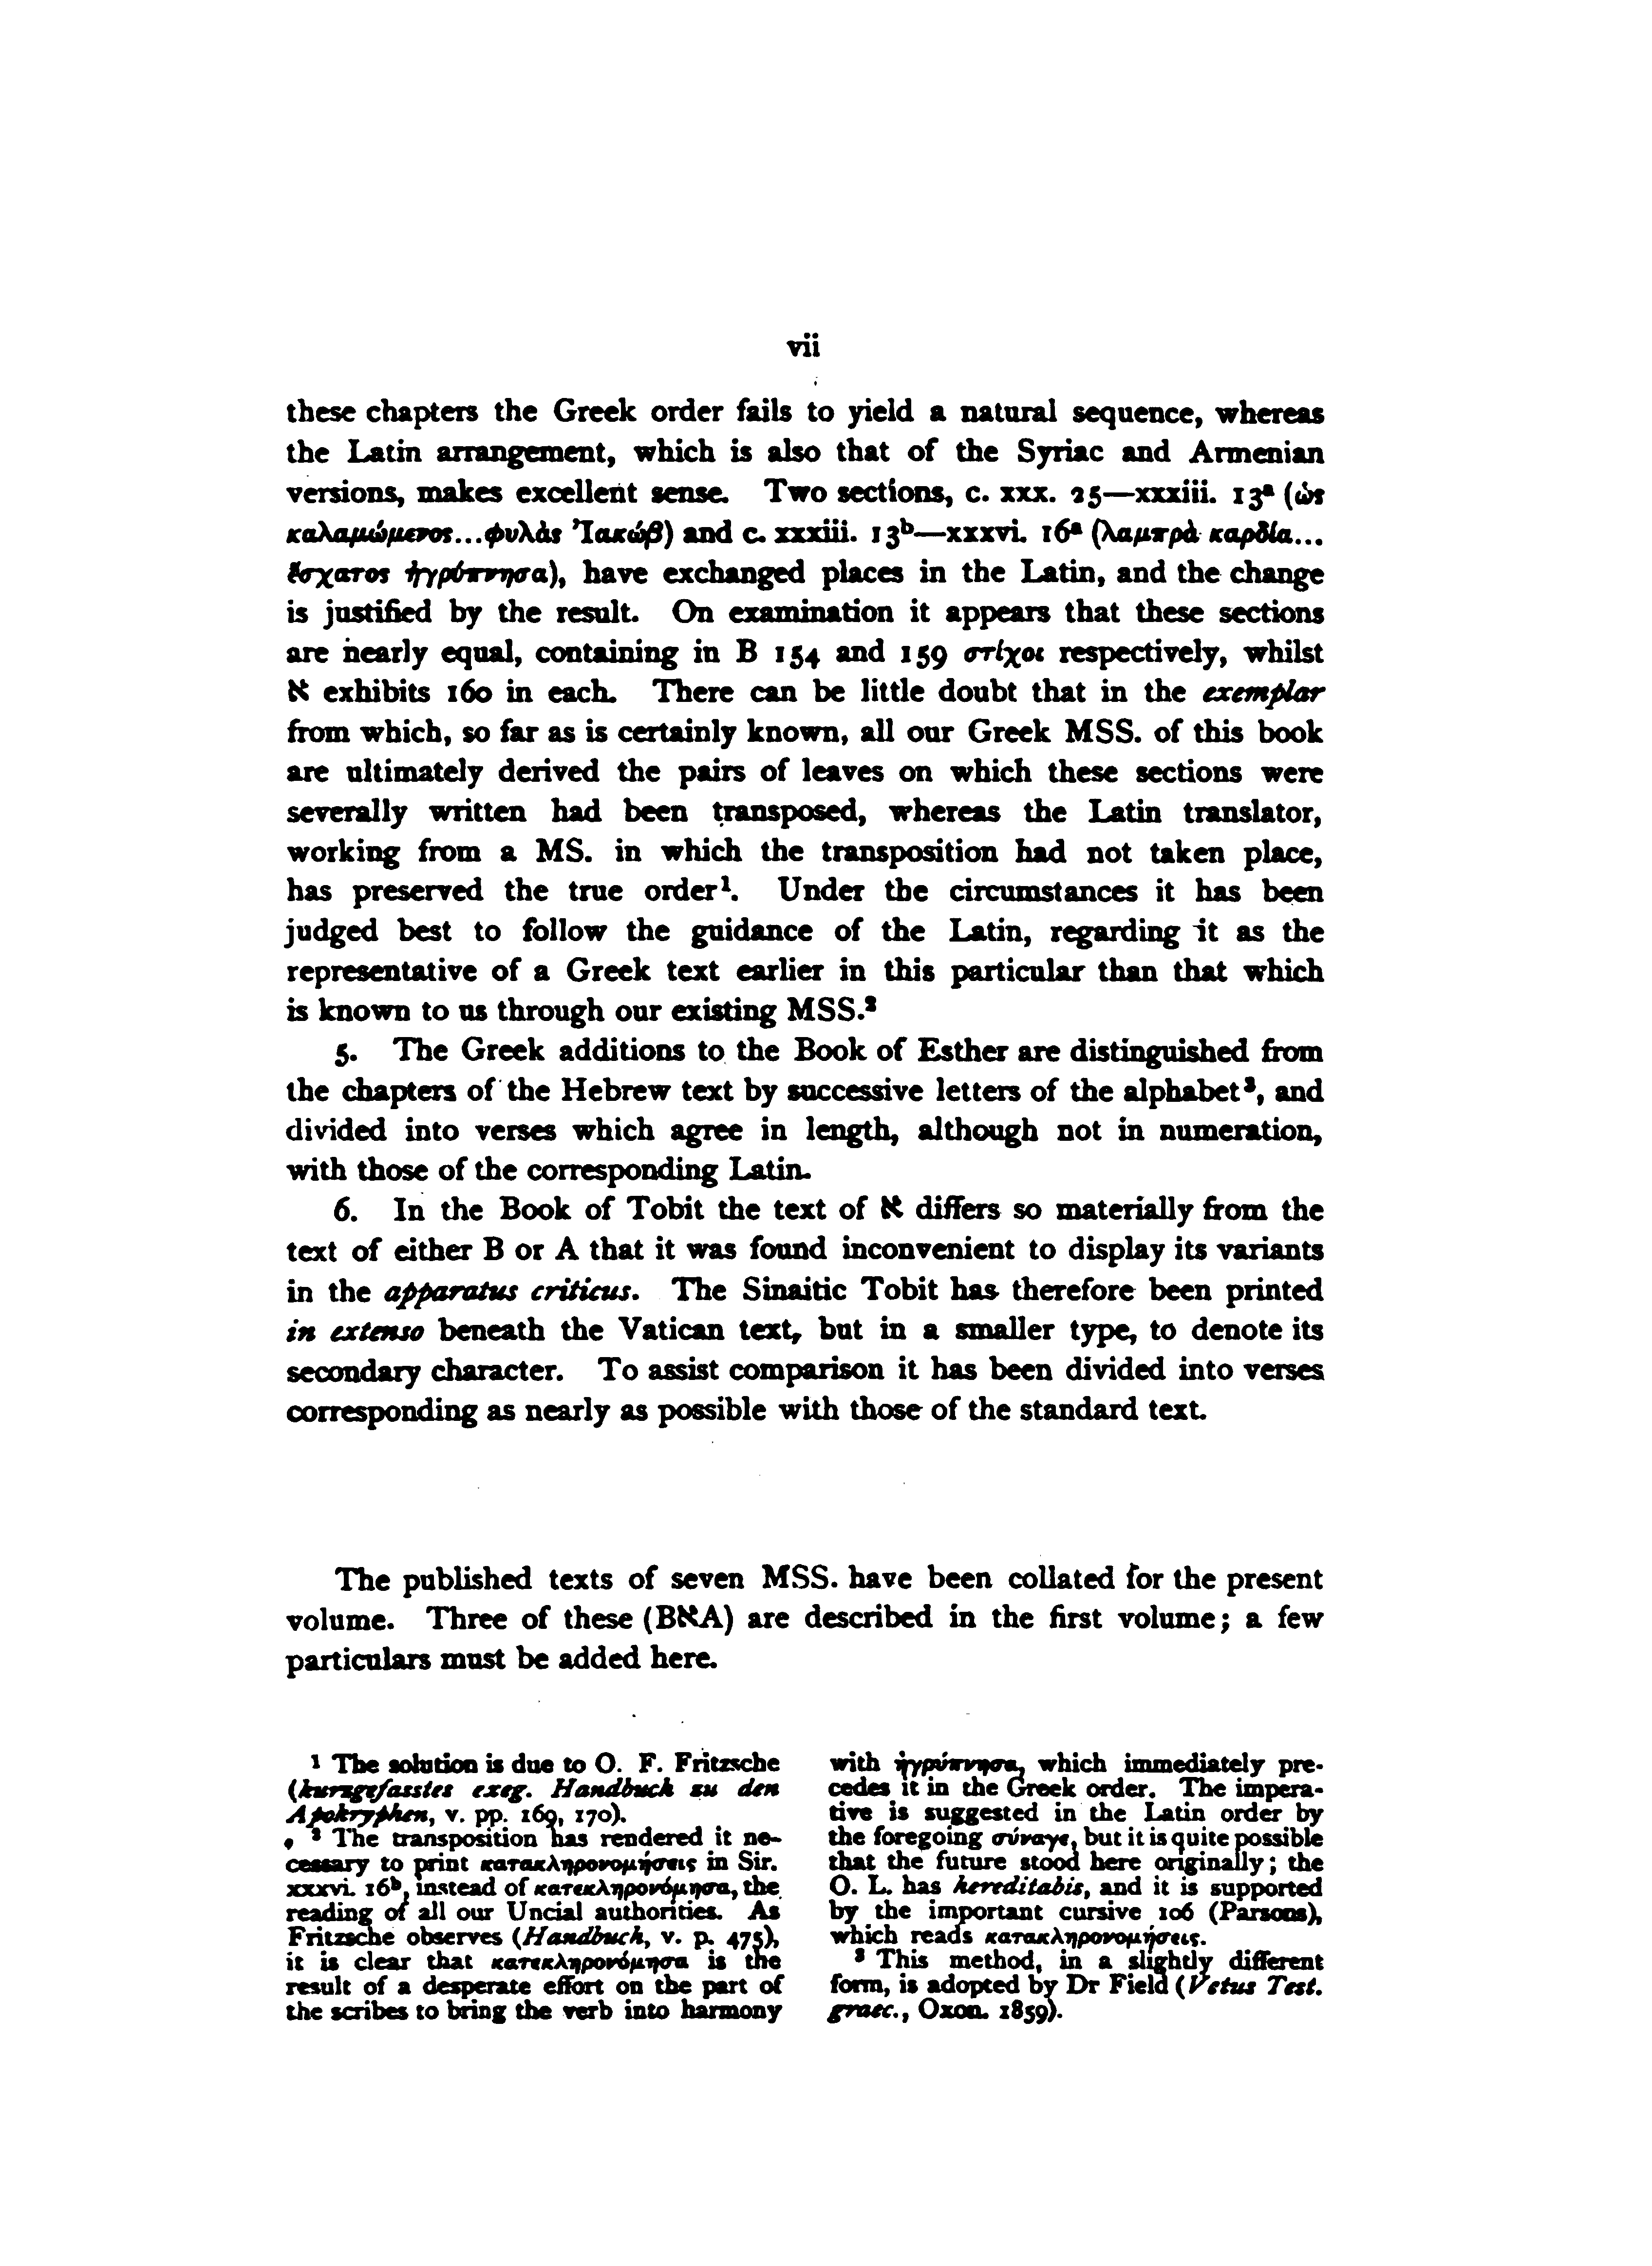 vii
these chapters the Greek order fails to yield a natural sequence, whereas
the Latin arrangement, which is also that of the Syriac and Armenian
versions, makes excellent sense. Two sections, c. xxx. 25—xxxiii. 13ᵃ (ὡς
καλαμώμενος...φυλὰς Ἰακώβ) and c. xxxiii. 13ᵇ—xxxvi. 16ᵃ (λαμπρὰ καρδία...
ἔσχατος ἠγρύπνησα), have exchanged places in the Latin, and the change
is justified by the result. On examination it appears that these sections
are nearly equal, containing in B 154 and 159 στίχοι respectively, whilst
א exhibits 160 in each. There can be little doubt that in the exemplar
from which, so far as is certainly known, all our Greek MSS. of this book
are ultimately derived the pairs of leaves on which these sections were
severally written had been transposed, whereas the Latin translator,
working from a MS. in which the transposition had not taken place,
has preserved the true order¹. Under the circumstances it has been
judged best to follow the guidance of the Latin, regarding it as the
representative of a Greek text earlier in this particular than that which
is known to us through our existing MSS.²
5. The Greek additions to the Book of Esther are distinguished from
the chapters of the Hebrew text by successive letters of the alphabet³, and
divided into verses which agree in length, although not in numeration,
with those of the corresponding Latin.
6. In the Book of Tobit the text of א differs so materially from the
text of either B or A that it was found inconvenient to display its variants
in the apparatus criticus. The Sinaitic Tobit has therefore been printed
in extenso beneath the Vatican text, but in a smaller type, to denote its
secondary character. To assist comparison it has been divided into verses
corresponding as nearly as possible with those of the standard text.
The published texts of seven MSS. have been collated for the present
volume. Three of these (BאA) are described in the first volume; a few
particulars must be added here.
¹ The solution is due to O. F. Fritzsche
(kurzgefasstes exeg. Handbuch zu den
Apokryphen, v. pp. 169, 170).
² The transposition has rendered it ne-
cessary to print κατακληρονομήσεις in Sir.
xxxvi. 16ᵇ, instead of κατεκληρονόμησα, the
reading of all our Uncial authorities. As
Fritzsche observes (Handbuch, v. p. 475),
it is clear that κατεκληρονόμησα is the
result of a desperate effort on the part of
the scribes to bring the verb into harmony
with ἠγρύπνησα, which immediately pre-
cedes it in the Greek order. The impera-
tive is suggested in the Latin order by
the foregoing σύναγε, but it is quite possible
that the future stood here originally; the
O. L. has hereditabis, and it is supported
by the important cursive 106 (Parsons),
which reads κατακληρονομήσεις.
³ This method, in a slightly different
form, is adopted by Dr Field (Vetus Test.
graec., Oxon. 1859).